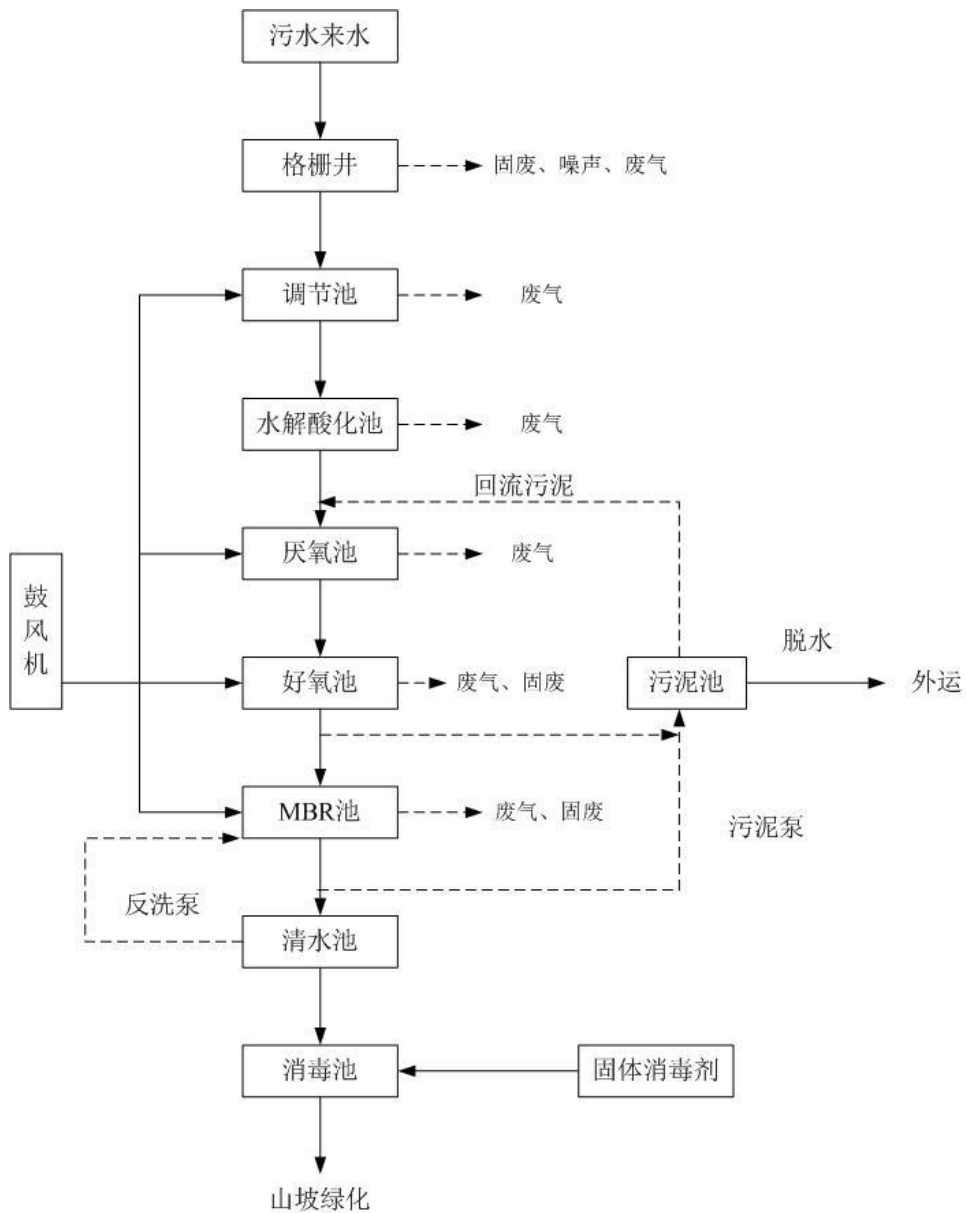 污水来水
格栅井
固废、噪声、废气
调节池
废气
水解酸化池
废气
回流污泥
厌氧池
废气
鼓风机
好氧池
废气、固废
污泥池
脱水
外运
MBR池
废气、固废
污泥泵
反洗泵
清水池
消毒池
固体消毒剂
山坡绿化